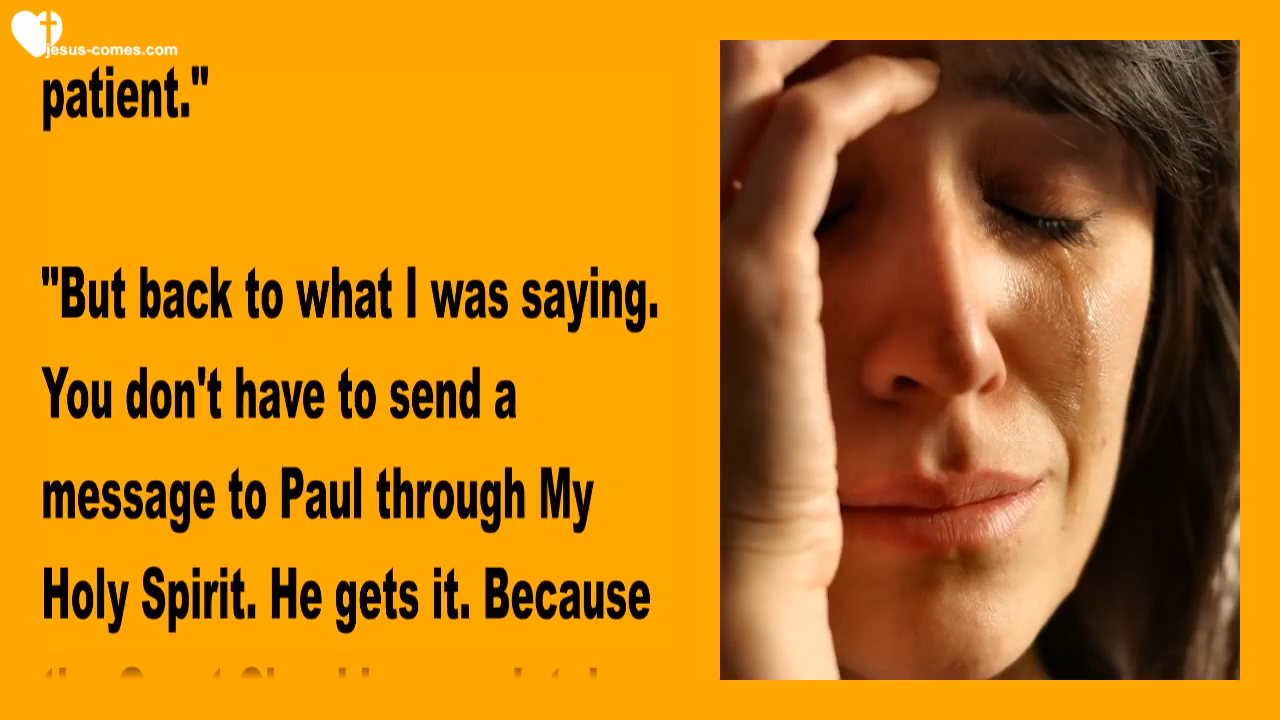 jesus-comes.com
patient."
"But back to what I was saying.
You don't have to send a
message to Paul through My
Holy Spirit. He gets it. Because